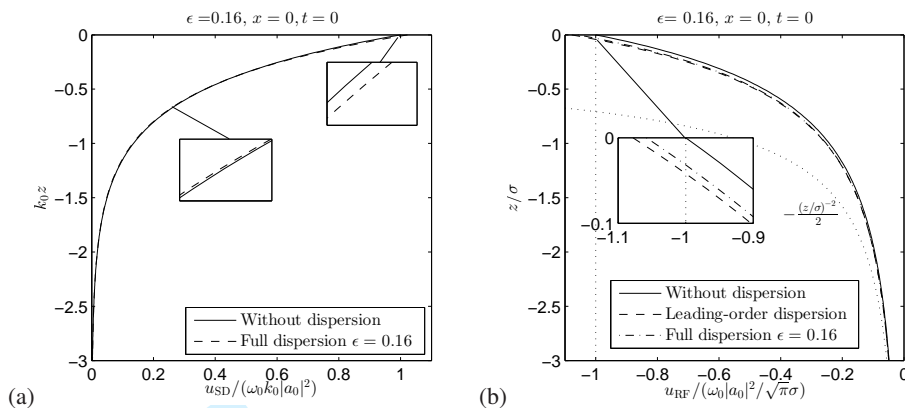 ϵ =0.16, x = 0, t = 0
0
−0.5
−1
−1.5
−2
−2.5
−3
k₀z
0 0.2 0.4 0.6 0.8 1
u_SD/(ω₀k₀|a₀|²)
Without dispersion
Full dispersion ϵ = 0.16
(a)
ϵ= 0.16, x = 0, t = 0
0
−0.5
−1
−1.5
−2
−2.5
−3
z/σ
0
−0.1
−1.1 −1 −0.9
−(z/σ)⁻²/2
Without dispersion
Leading-order dispersion
Full dispersion ϵ = 0.16
−1 −0.8 −0.6 −0.4 −0.2 0
u_RF/(ω₀|a₀|²/√πσ)
(b)